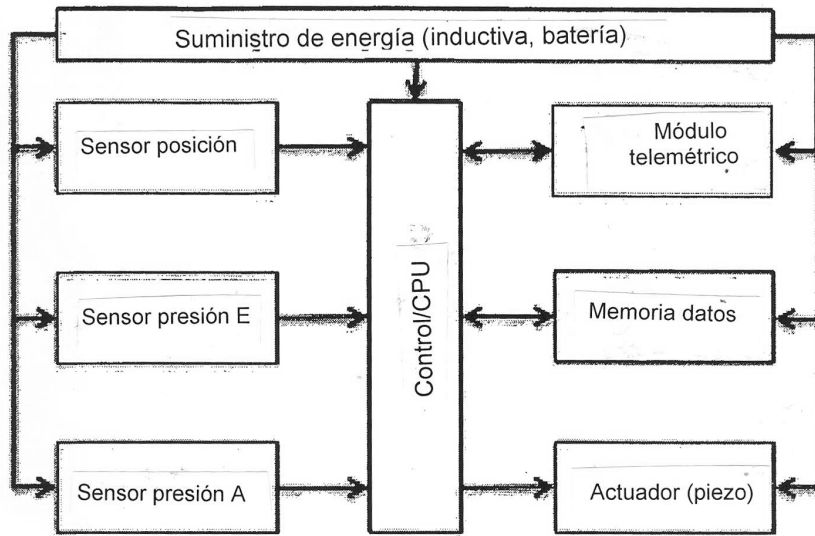 Suministro de energía (inductiva, batería)
Sensor posición
Módulo
telemétrico
Sensor presión E
Control/CPU
Memoria datos
Sensor presión A
Actuador (piezo)